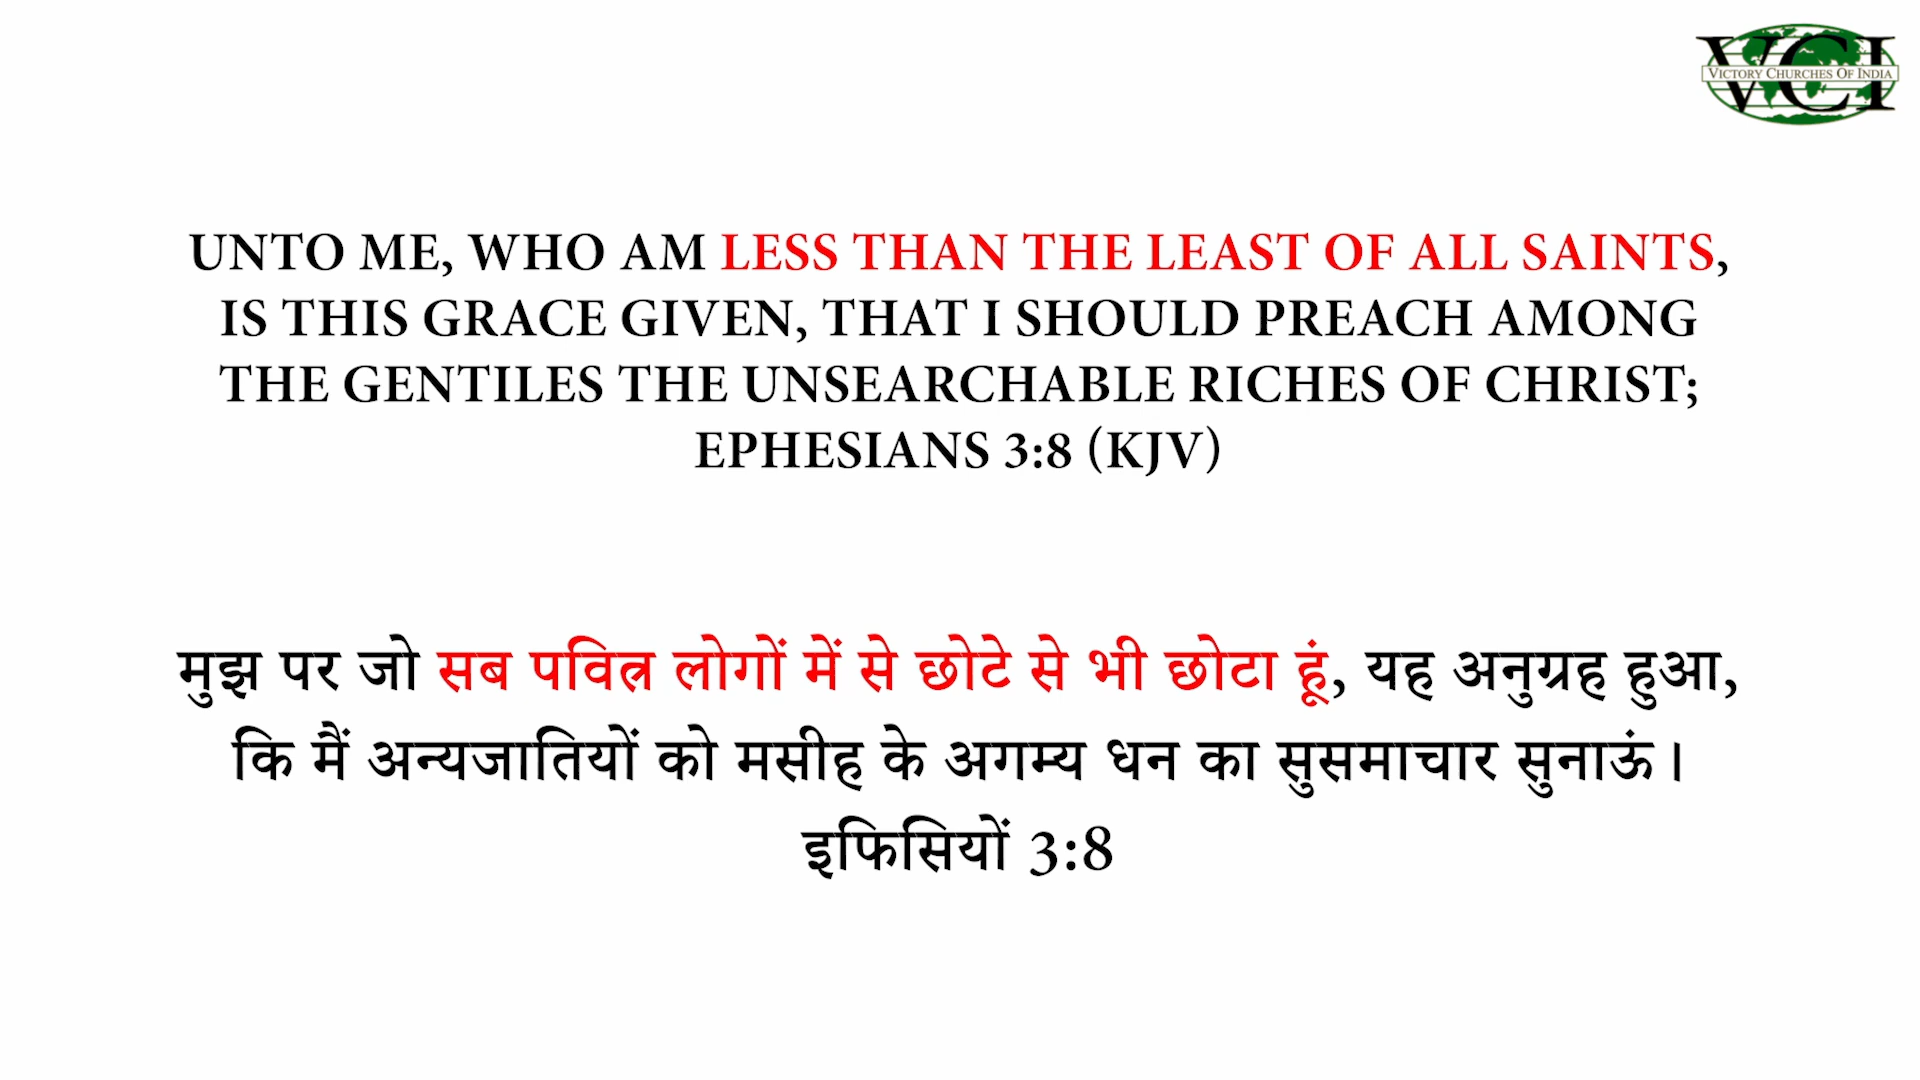 VCI
VICTORY CHURCHES OF INDIA
UNTO ME, WHO AM LESS THAN THE LEAST OF ALL SAINTS,
IS THIS GRACE GIVEN, THAT I SHOULD PREACH AMONG
THE GENTILES THE UNSEARCHABLE RICHES OF CHRIST;
EPHESIANS 3:8 (KJV)
मुझ पर जो सब पवित्र लोगों में से छोटे से भी छोटा हूं, यह अनुग्रह हुआ,
कि मैं अन्यजातियों को मसीह के अगम्य धन का सुसमाचार सुनाऊं।
इफिसियों 3:8